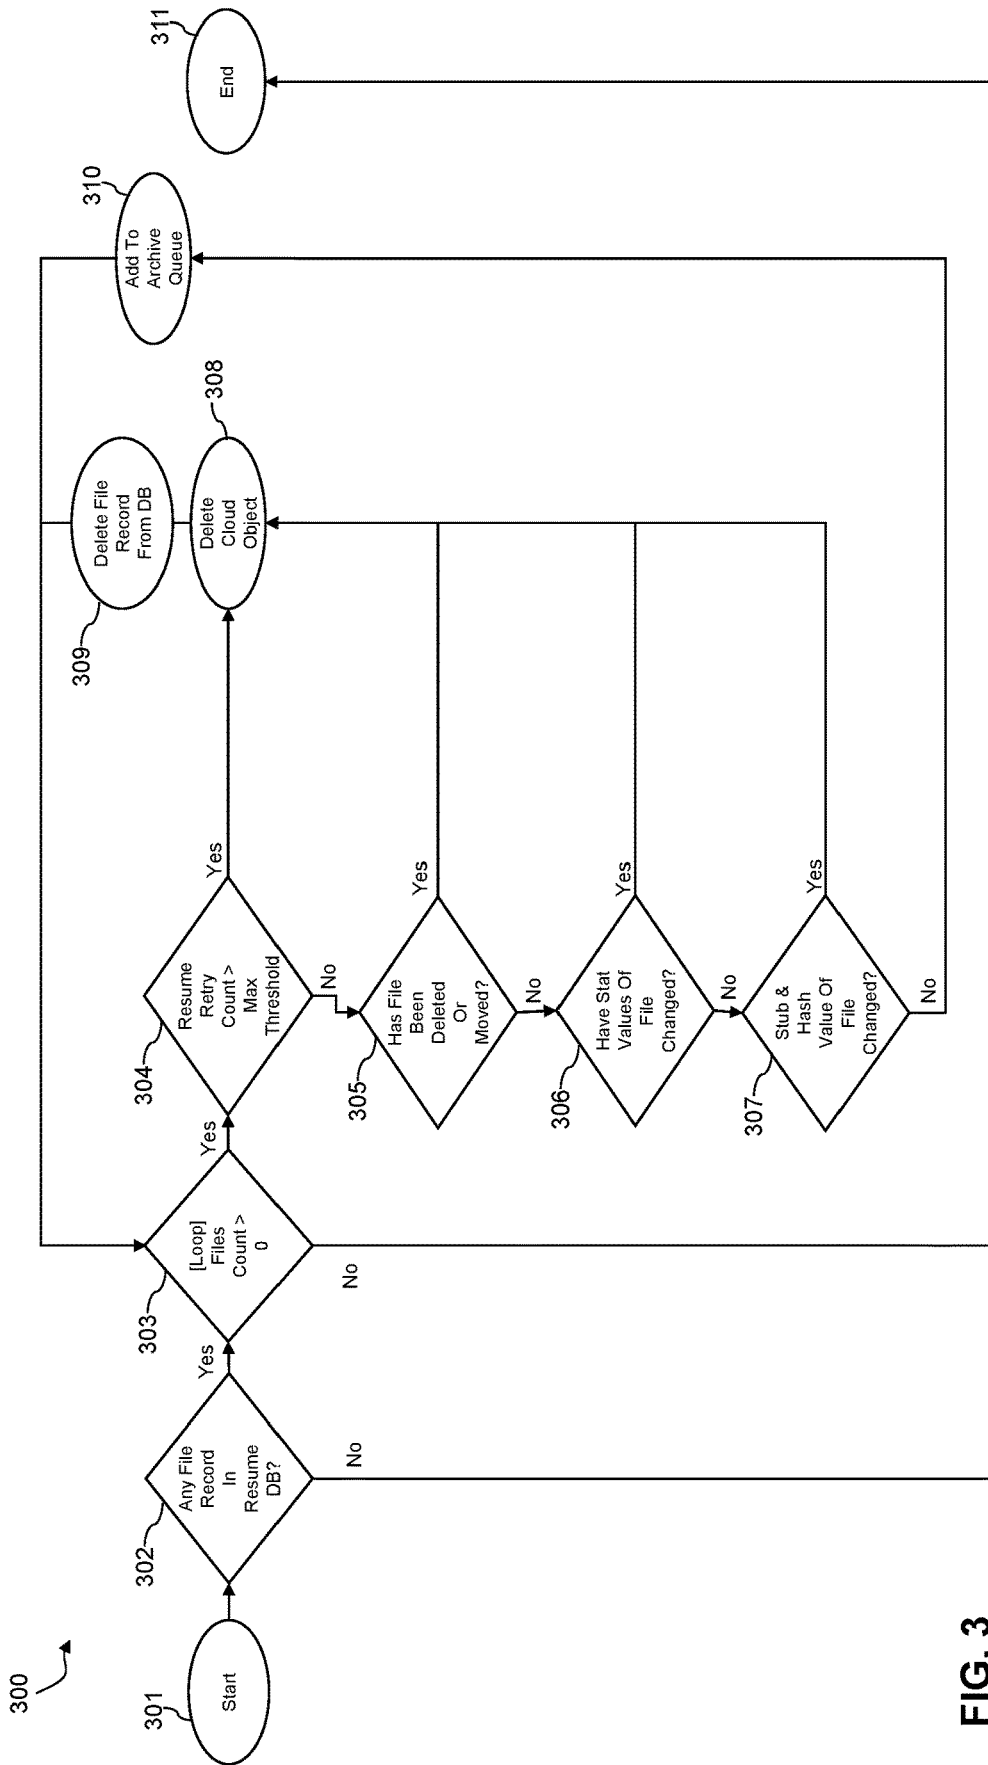 300
301
Start
302
Any File
Record
In
Resume
DB?
Yes
No
303
[Loop]
Files
Count >
0
Yes
No
304
Resume
Retry
Count >
Max
Threshold
Yes
No
305
Has File
Been
Deleted
Or
Moved?
Yes
No
306
Have Stat
Values Of
File
Changed?
Yes
No
307
Stub &
Hash
Value Of
File
Changed?
Yes
No
308
Delete
Cloud
Object
309
Delete File
Record
From DB
310
Add To
Archive
Queue
311
End
FIG. 3